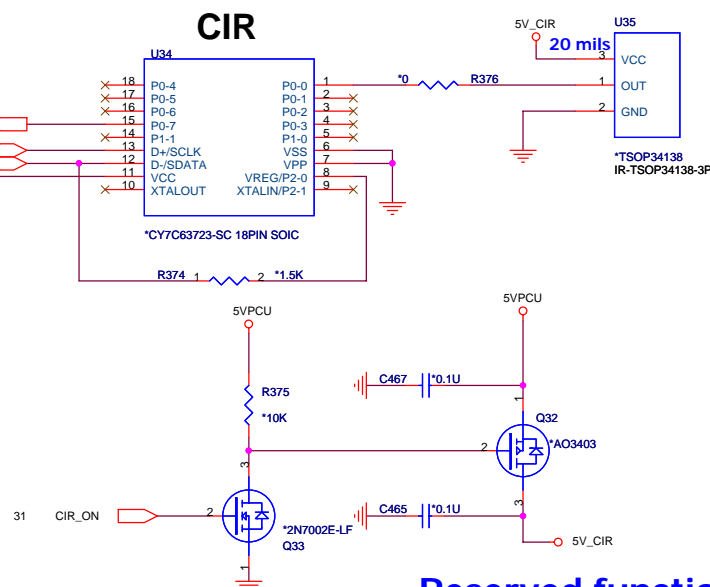 CIR
U34
18 P0-4 P0-0 1
17 P0-5 P0-1 2
16 P0-6 P0-2 3
15 P0-7 P0-3 4
14 P1-1 P1-0 5
13 D+/SCLK VSS 6
12 D-/SDATA VPP 7
11 VCC VREG/P2-0 8
10 XTALOUT XTALIN/P2-1 9
*CY7C63723-SC 18PIN SOIC
*0 R376
5V_CIR
20 mils
U35
3 VCC
1 OUT
2 GND
*TSOP34138
IR-TSOP34138-3P
R374 1 2 *1.5K
5VPCU
R375
*10K
3
31 CIR_ON
2
*2N7002E-LF
Q33
1
5VPCU
C467 *0.1U
1
Q32
2
*AO3403
3
C465 *0.1U
5V_CIR